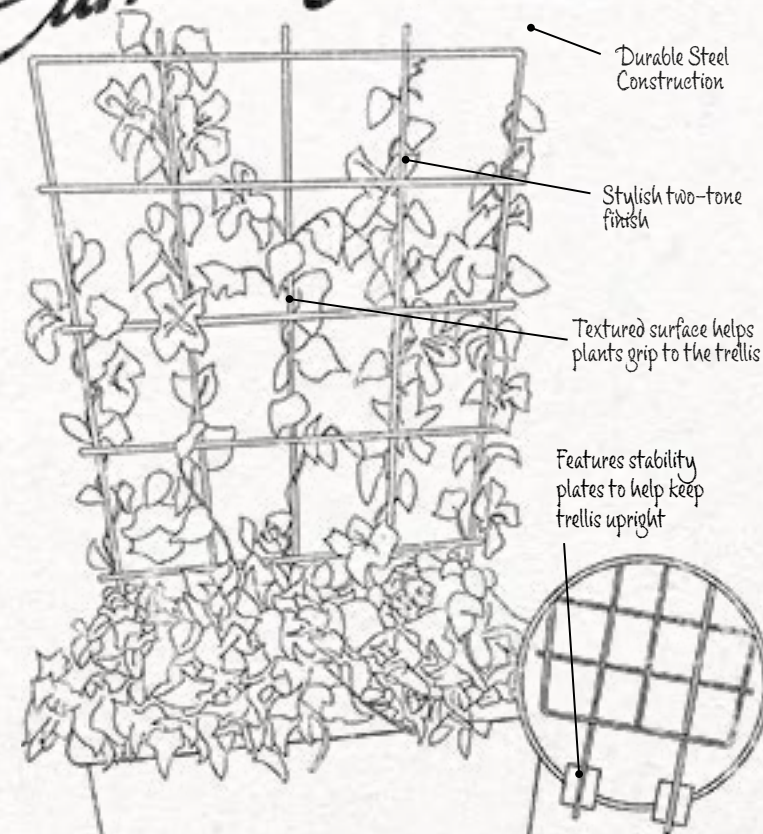 Durable Steel
Construction
Stylish two-tone
finish
Textured surface helps
plants grip to the trellis
Features stability
plates to help keep
trellis upright